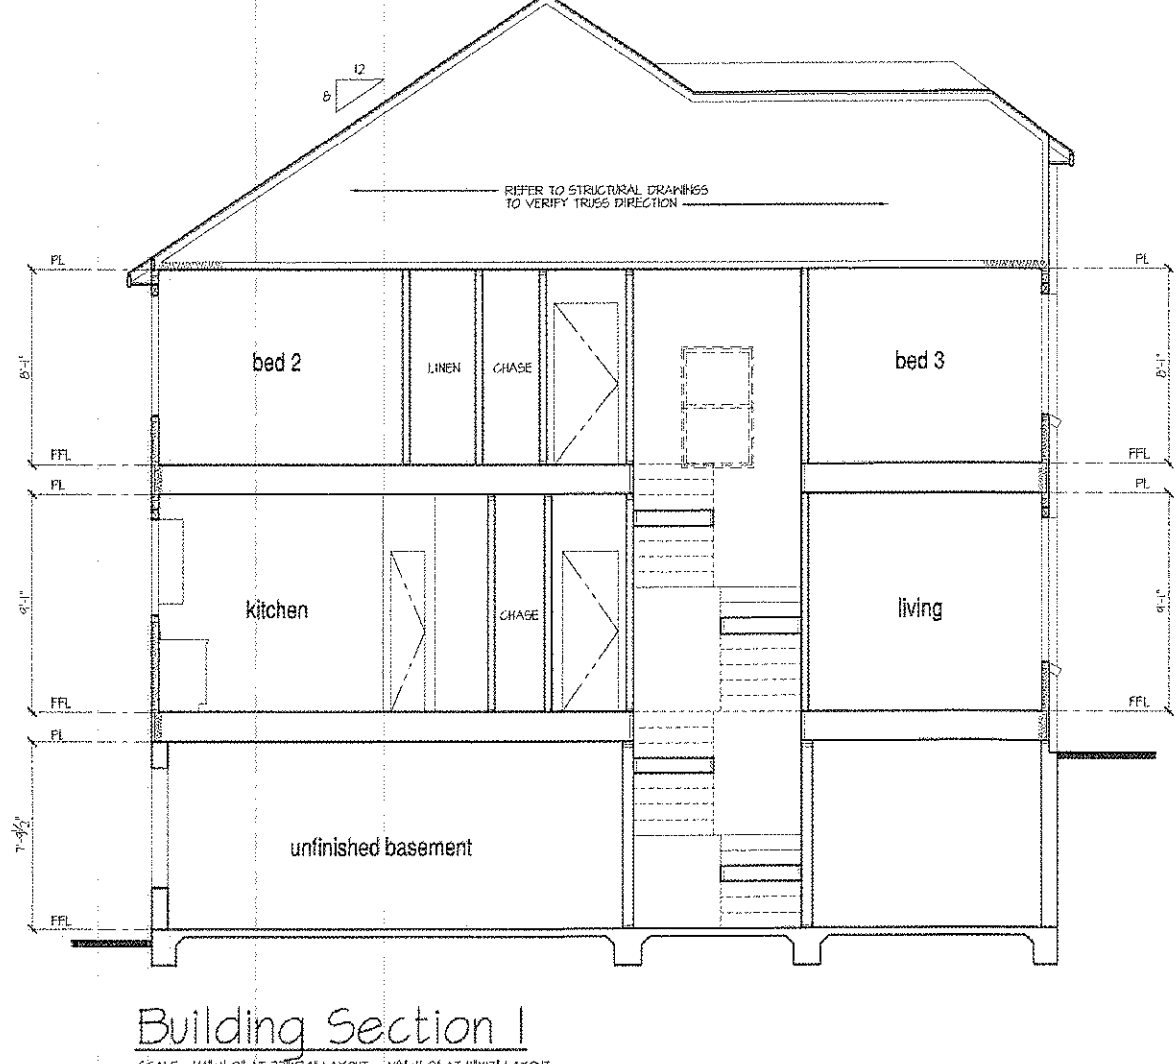 12
8
REFER TO STRUCTURAL DRAWINGS
TO VERIFY TRUSS DIRECTION
PL
PL
8'-1"
bed 2
LINEN
CHASE
bed 3
8'-1"
FFL
FFL
PL
PL
9'-1"
kitchen
CHASE
living
9'-1"
FFL
FFL
PL
7'-9½"
unfinished basement
FFL
Building Section 1